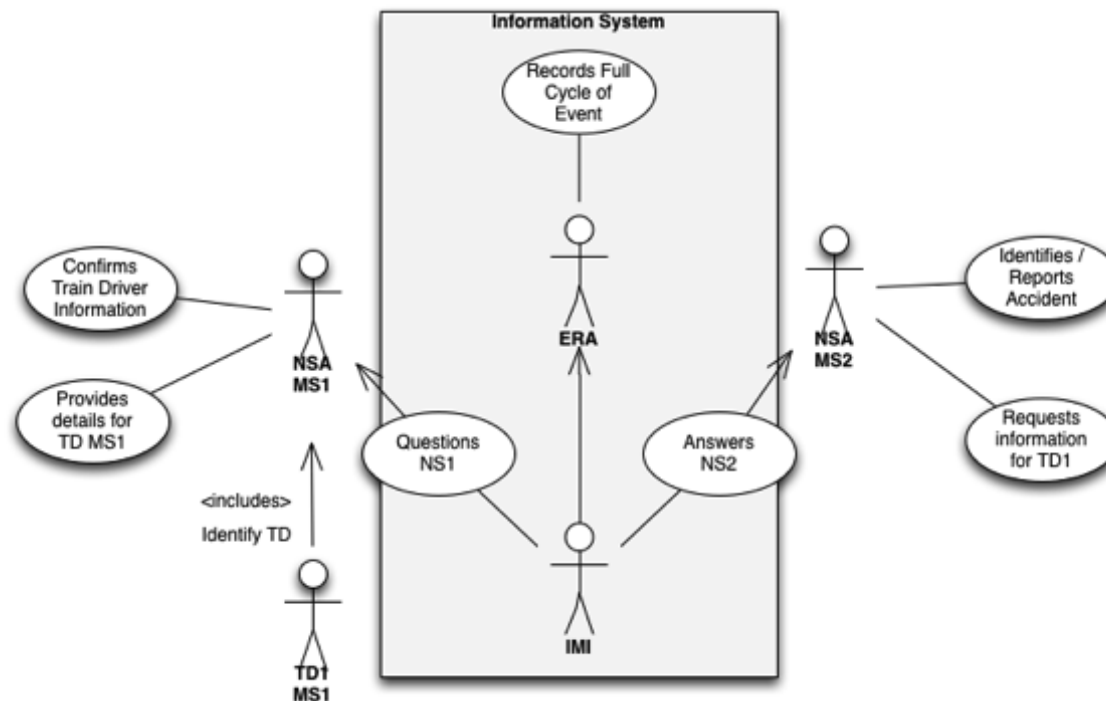 Information System
Records Full
Cycle of
Event
Confirms
Train Driver
Information
NSA
MS1
ERA
NSA
MS2
Identifies /
Reports
Accident
Provides
details for
TD MS1
Questions
NS1
Answers
NS2
Requests
information
for TD1
<includes>
Identify TD
TD1
MS1
IMI